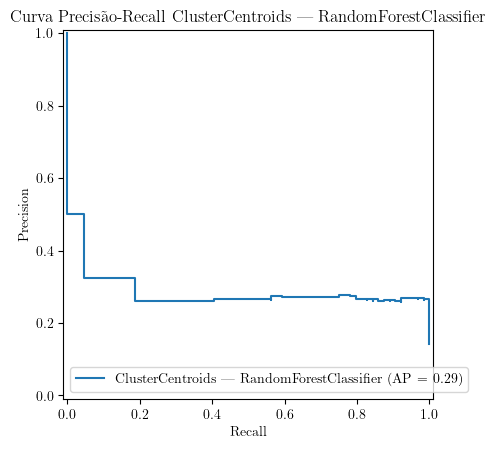 Curva Precisão-Recall ClusterCentroids — RandomForestClassifier
1.0
0.8
0.6
0.4
0.2
0.0
Precision
ClusterCentroids — RandomForestClassifier (AP = 0.29)
0.0 0.2 0.4 0.6 0.8 1.0
Recall